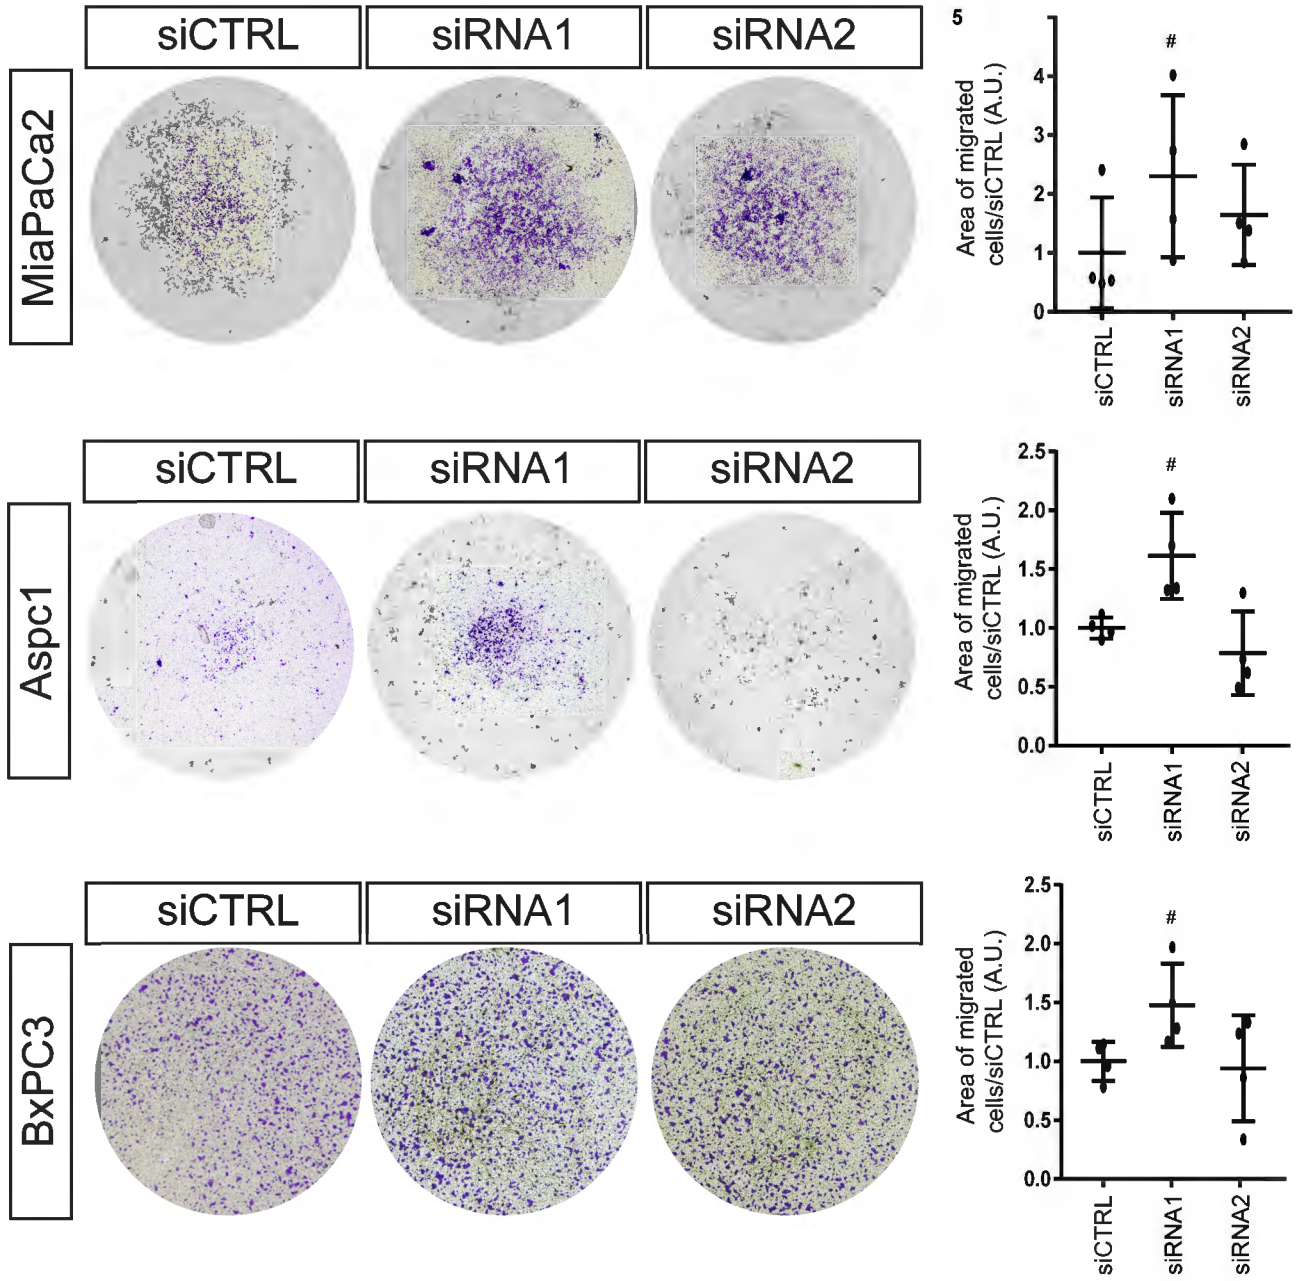 siCTRL siRNA1 siRNA2
MiaPaCa2
5
4
3
2
1
0
#
Area of migrated
cells/siCTRL (A.U.)
siCTRL siRNA1 siRNA2
siCTRL siRNA1 siRNA2
Aspc1
2.5
2.0
1.5
1.0
0.5
0.0
#
Area of migrated
cells/siCTRL (A.U.)
siCTRL siRNA1 siRNA2
siCTRL siRNA1 siRNA2
BxPC3
2.5
2.0
1.5
1.0
0.5
0.0
#
Area of migrated
cells/siCTRL (A.U.)
siCTRL siRNA1 siRNA2